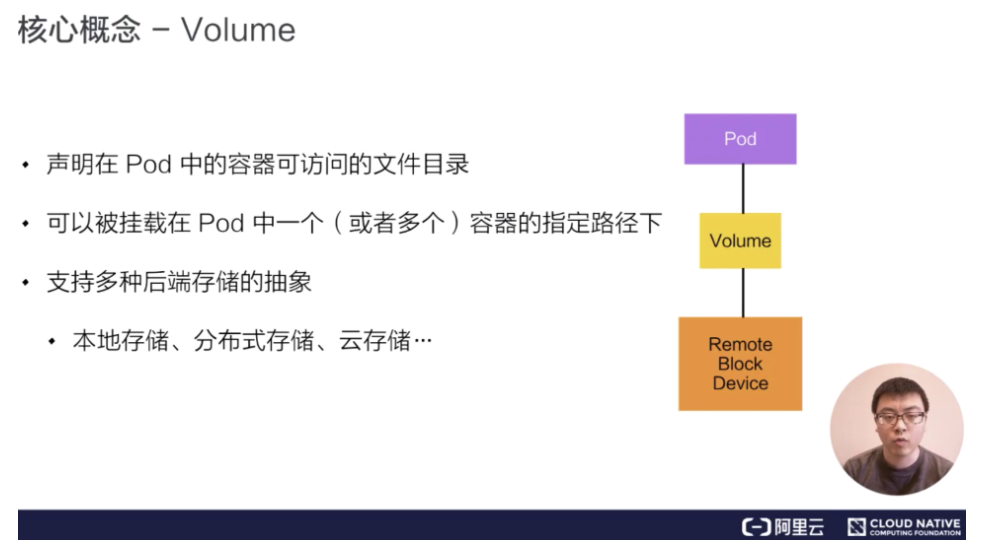 核心概念 – Volume
• 声明在 Pod 中的容器可访问的文件目录
• 可以被挂载在 Pod 中一个（或者多个）容器的指定路径下
• 支持多种后端存储的抽象
• 本地存储、分布式存储、云存储…
Pod
Volume
Remote
Block
Device
阿里云
CLOUD NATIVE
COMPUTING FOUNDATION